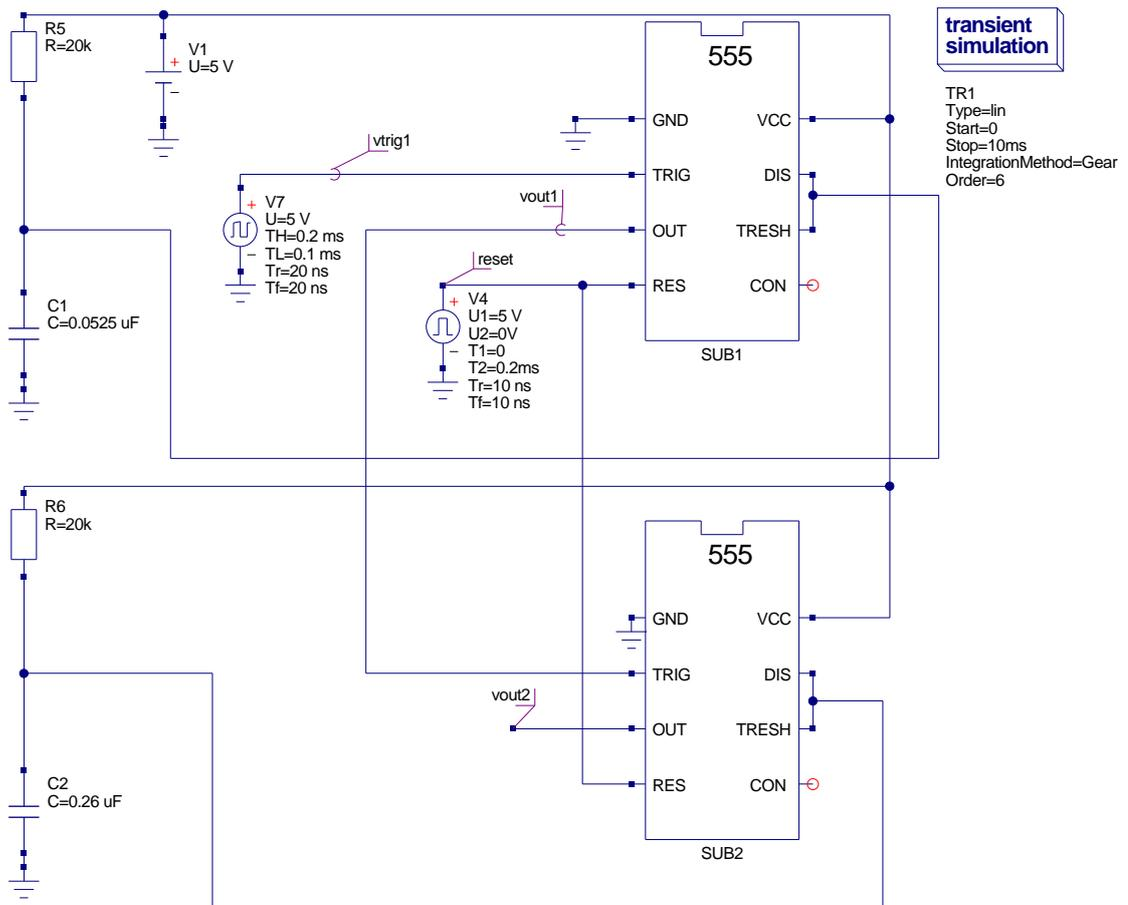 R5
R=20k
+
V1
U=5 V
–
555
transient
simulation
TR1
Type=lin
Start=0
Stop=10ms
IntegrationMethod=Gear
Order=6
GND
VCC
vtrig1
TRIG
DIS
+
V7
U=5 V
TH=0.2 ms
– TL=0.1 ms
Tr=20 ns
Tf=20 ns
vout1
OUT
TRESH
reset
RES
CON
+
V4
U1=5 V
U2=0V
– T1=0
T2=0.2ms
Tr=10 ns
Tf=10 ns
SUB1
C1
C=0.0525 uF
R6
R=20k
555
GND
VCC
TRIG
DIS
vout2
OUT
TRESH
RES
CON
SUB2
C2
C=0.26 uF